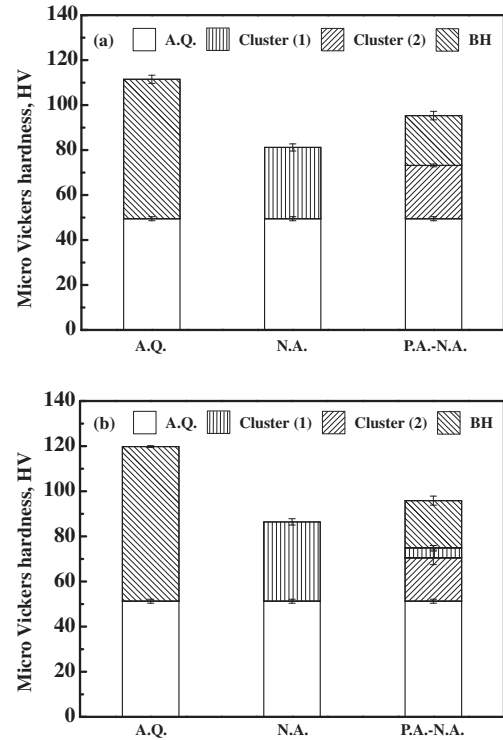 140
(a) A.Q. Cluster (1) Cluster (2) BH
120
100
80
60
40
20
0
Micro Vickers hardness, HV
A.Q. N.A. P.A.-N.A.
140
(b) A.Q. Cluster (1) Cluster (2) BH
120
100
80
60
40
20
0
Micro Vickers hardness, HV
A.Q. N.A. P.A.-N.A.